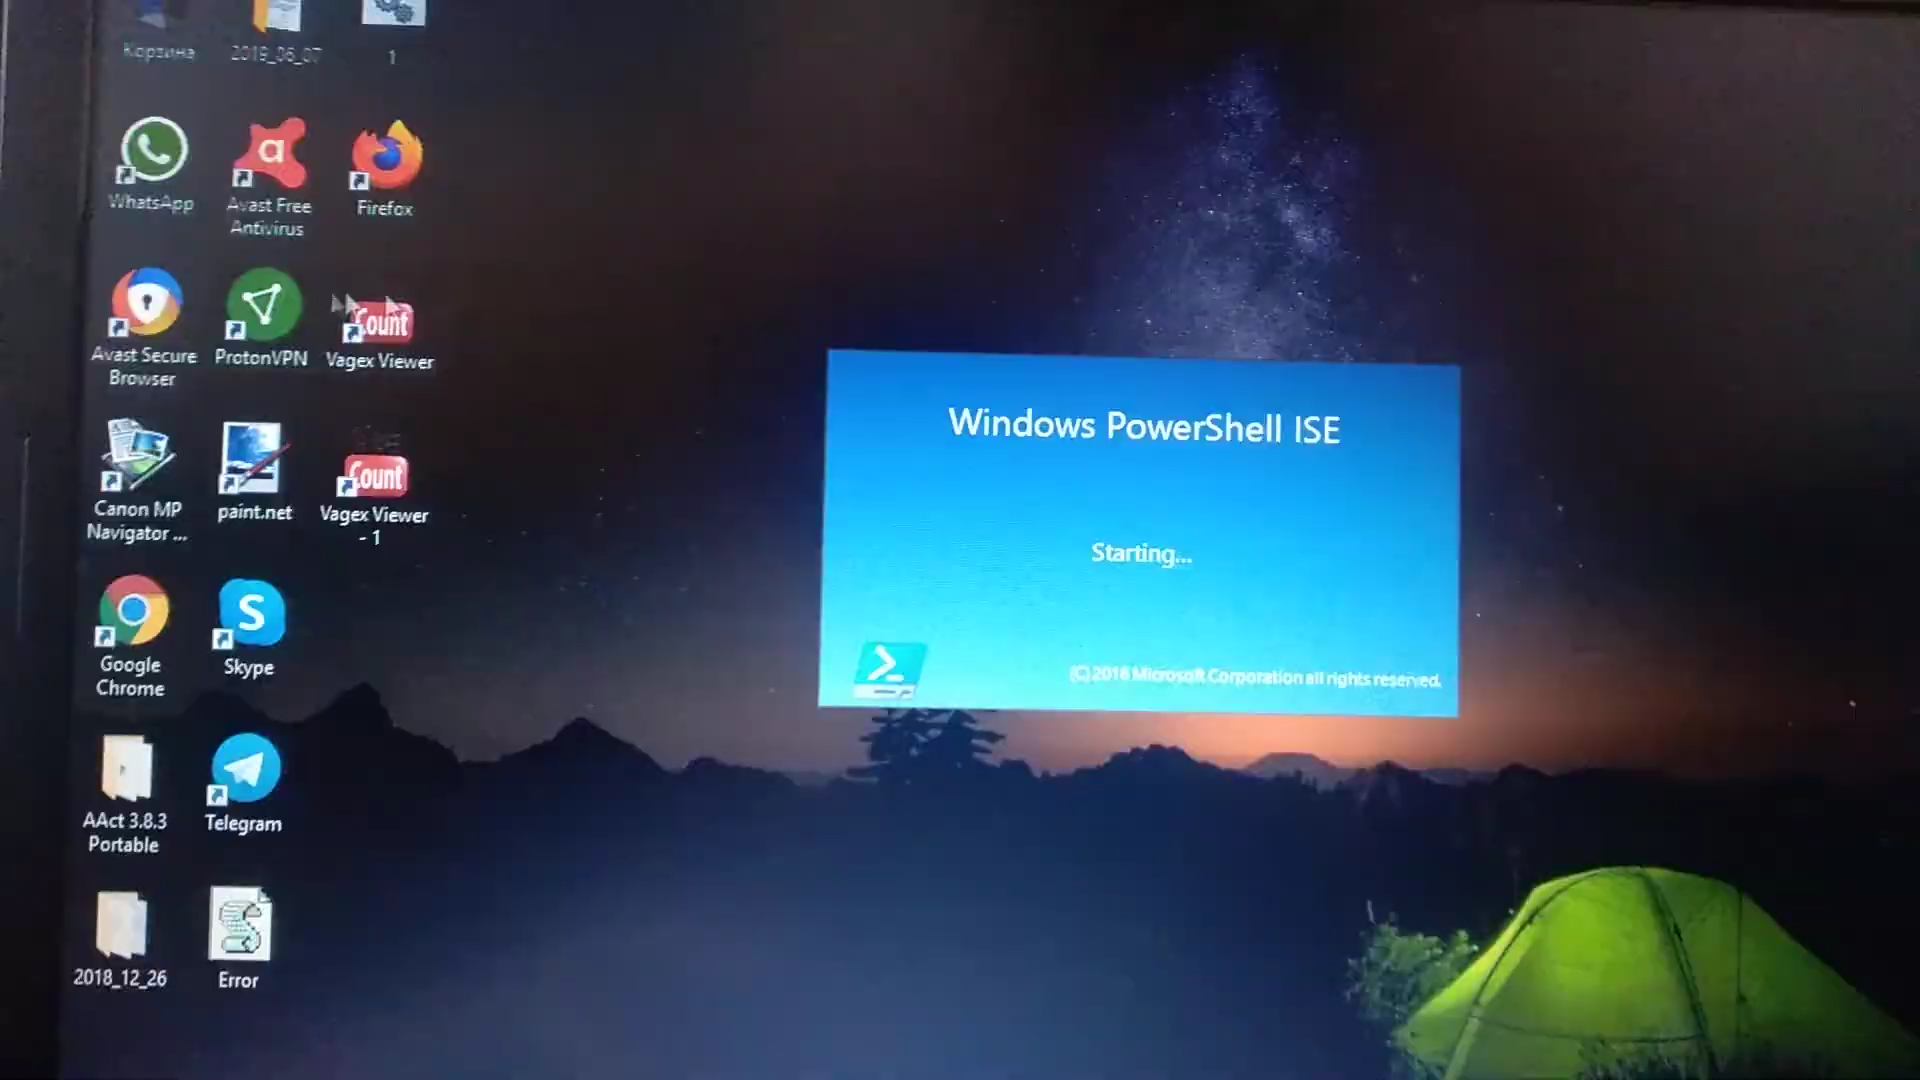 Корзина
2019_06_07
1
WhatsApp
Avast Free
Antivirus
Firefox
Avast Secure
Browser
ProtonVPN
Count
Vagex Viewer
Canon MP
Navigator ...
paint.net
Count
Vagex Viewer
- 1
Google
Chrome
Skype
AAct 3.8.3
Portable
Telegram
2018_12_26
Error
Windows PowerShell ISE
Starting...
(C) 2016 Microsoft Corporation all rights reserved.